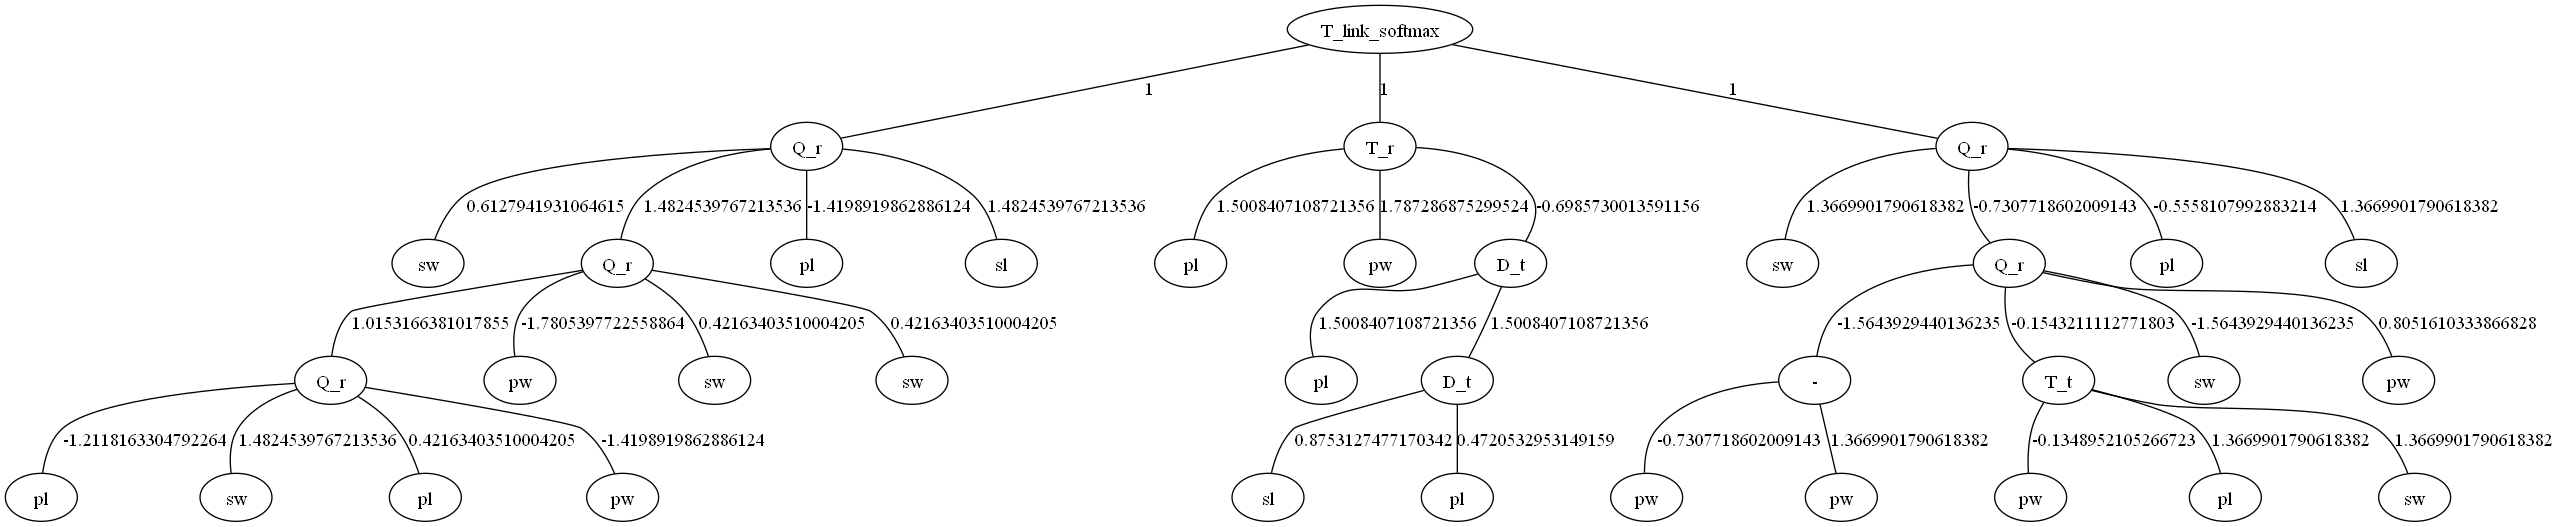 T_link_softmax
1 1 1
Q_r T_r Q_r
0.6127941931064615 1.4824539767213536 -1.4198919862886124 1.4824539767213536 1.5008407108721356 1.787286875299524 -0.6985730013591156 1.3669901790618382 -0.7307718602009143 -0.5558107992883214 1.3669901790618382
sw Q_r pl sl pl pw D_t sw Q_r pl sl
1.0153166381017855 -1.7805397722558864 0.42163403510004205 0.42163403510004205 1.5008407108721356 1.5008407108721356 -1.5643929440136235 -0.1543211112771803 -1.5643929440136235 0.8051610333866828
Q_r pw sw sw pl D_t - T_t sw pw
-1.2118163304792264 1.4824539767213536 0.42163403510004205 -1.4198919862886124 0.8753127477170342 0.4720532953149159 -0.7307718602009143 1.3669901790618382 -0.1348952105266723 1.3669901790618382 1.3669901790618382
pl sw pl pw sl pl pw pw pw pl sw